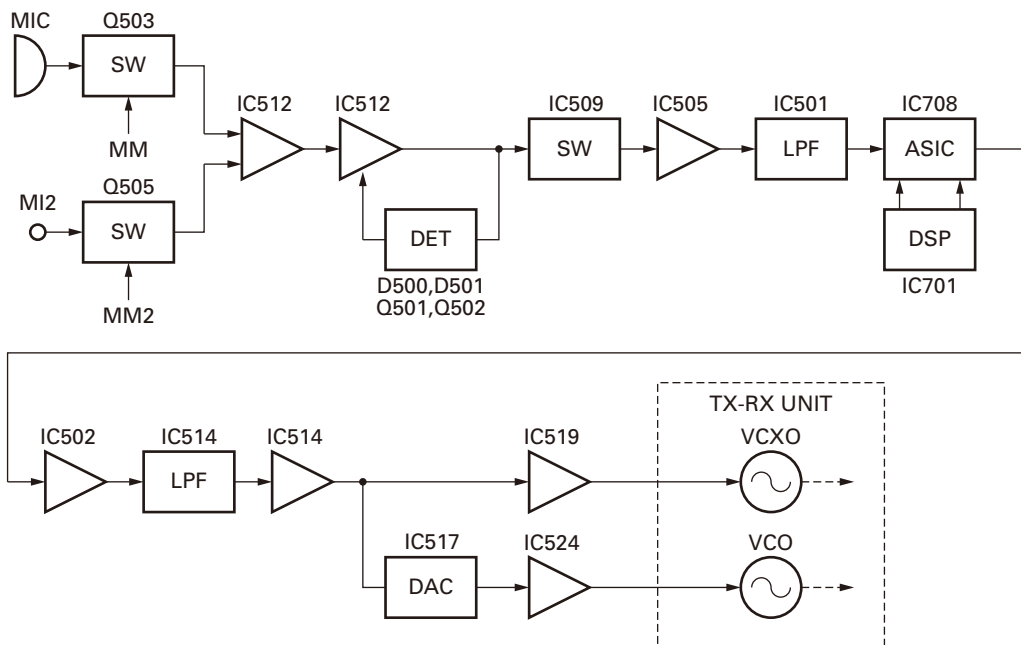 MIC
Q503
SW
MM
IC512
IC512
IC509
SW
IC505
IC501
LPF
IC708
ASIC
MI2
Q505
SW
MM2
DET
D500,D501
Q501,Q502
DSP
IC701
TX-RX UNIT
IC502
IC514
LPF
IC514
IC519
VCXO
IC517
DAC
IC524
VCO